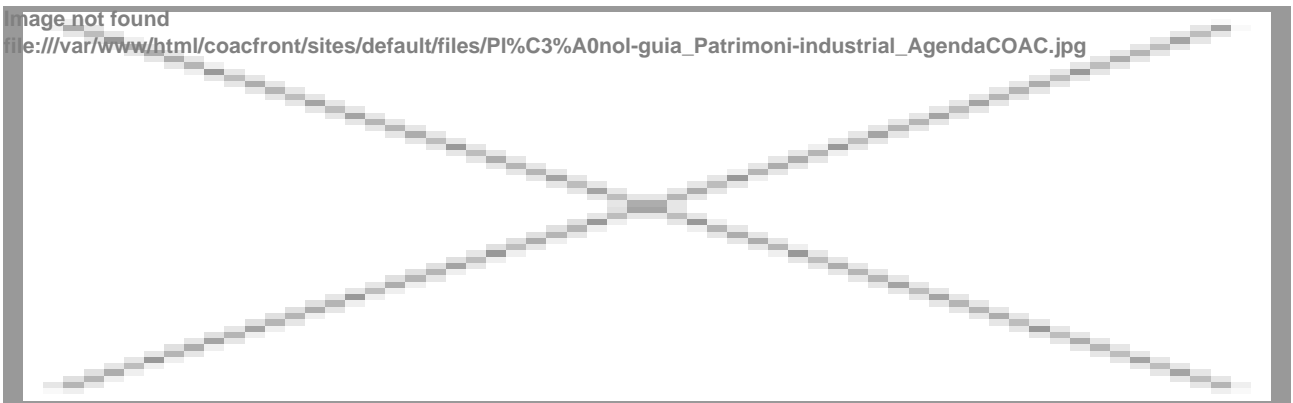 Image not found
file:///var/www/html/coacfront/sites/default/files/Pl%C3%A0nol-guia_Patrimoni-industrial_AgendaCOAC.jpg